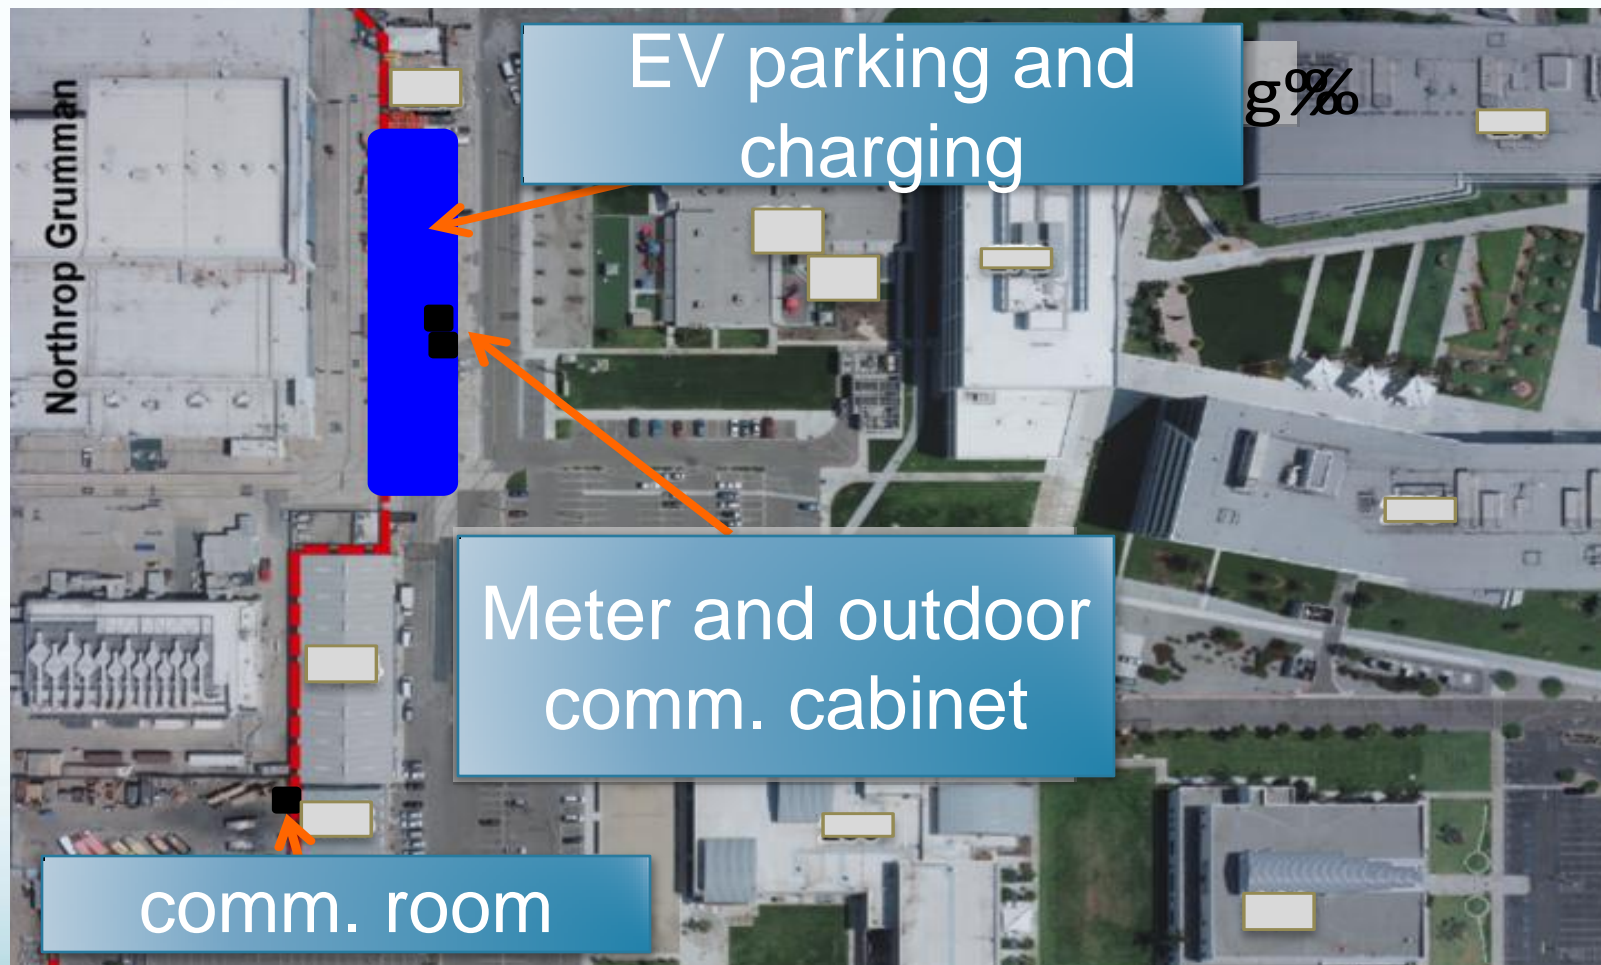 EV parking and
charging
g%‰
Northrop Grumman
Meter and outdoor
comm. cabinet
comm. room